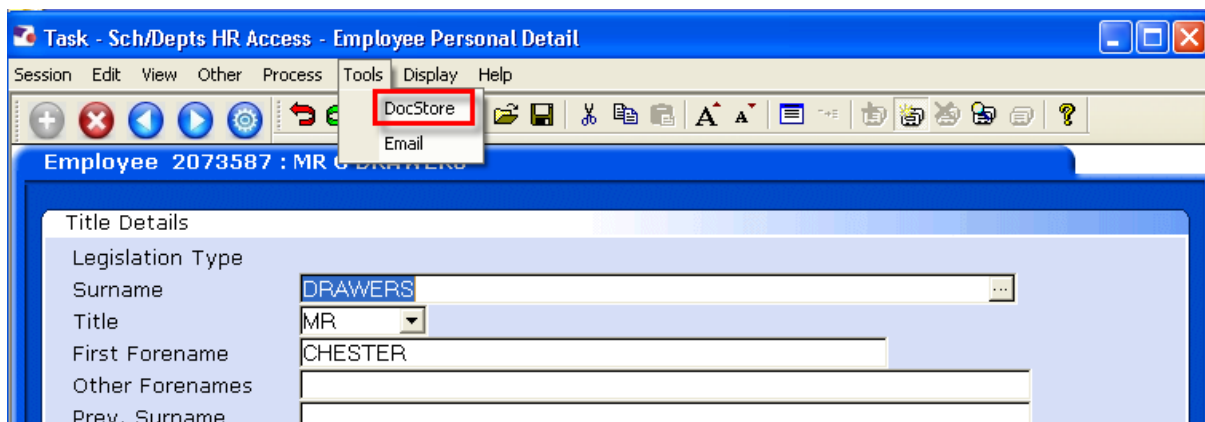 Task - Sch/Depts HR Access - Employee Personal Detail
Session Edit View Other Process Tools Display Help
DocStore
Email
Employee 2073587 : MR C DRAWERS
Title Details
Legislation Type
Surname DRAWERS ...
Title MR
First Forename CHESTER
Other Forenames
Prev. Surname